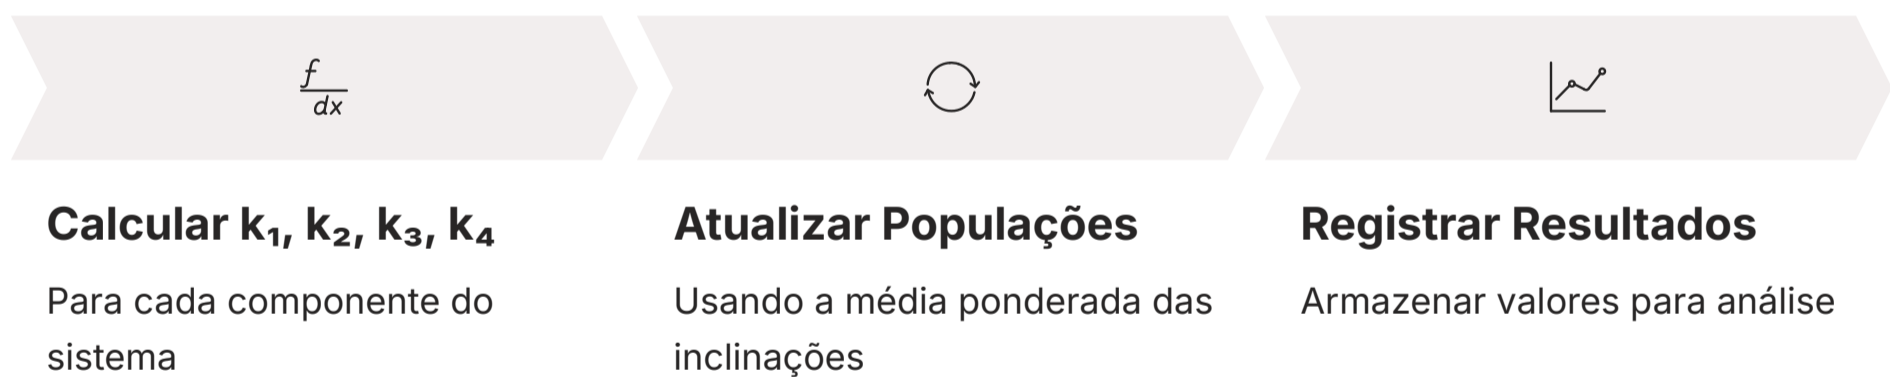 f
dx
Calcular k₁, k₂, k₃, k₄
Para cada componente do
sistema
Atualizar Populações
Usando a média ponderada das
inclinações
Registrar Resultados
Armazenar valores para análise